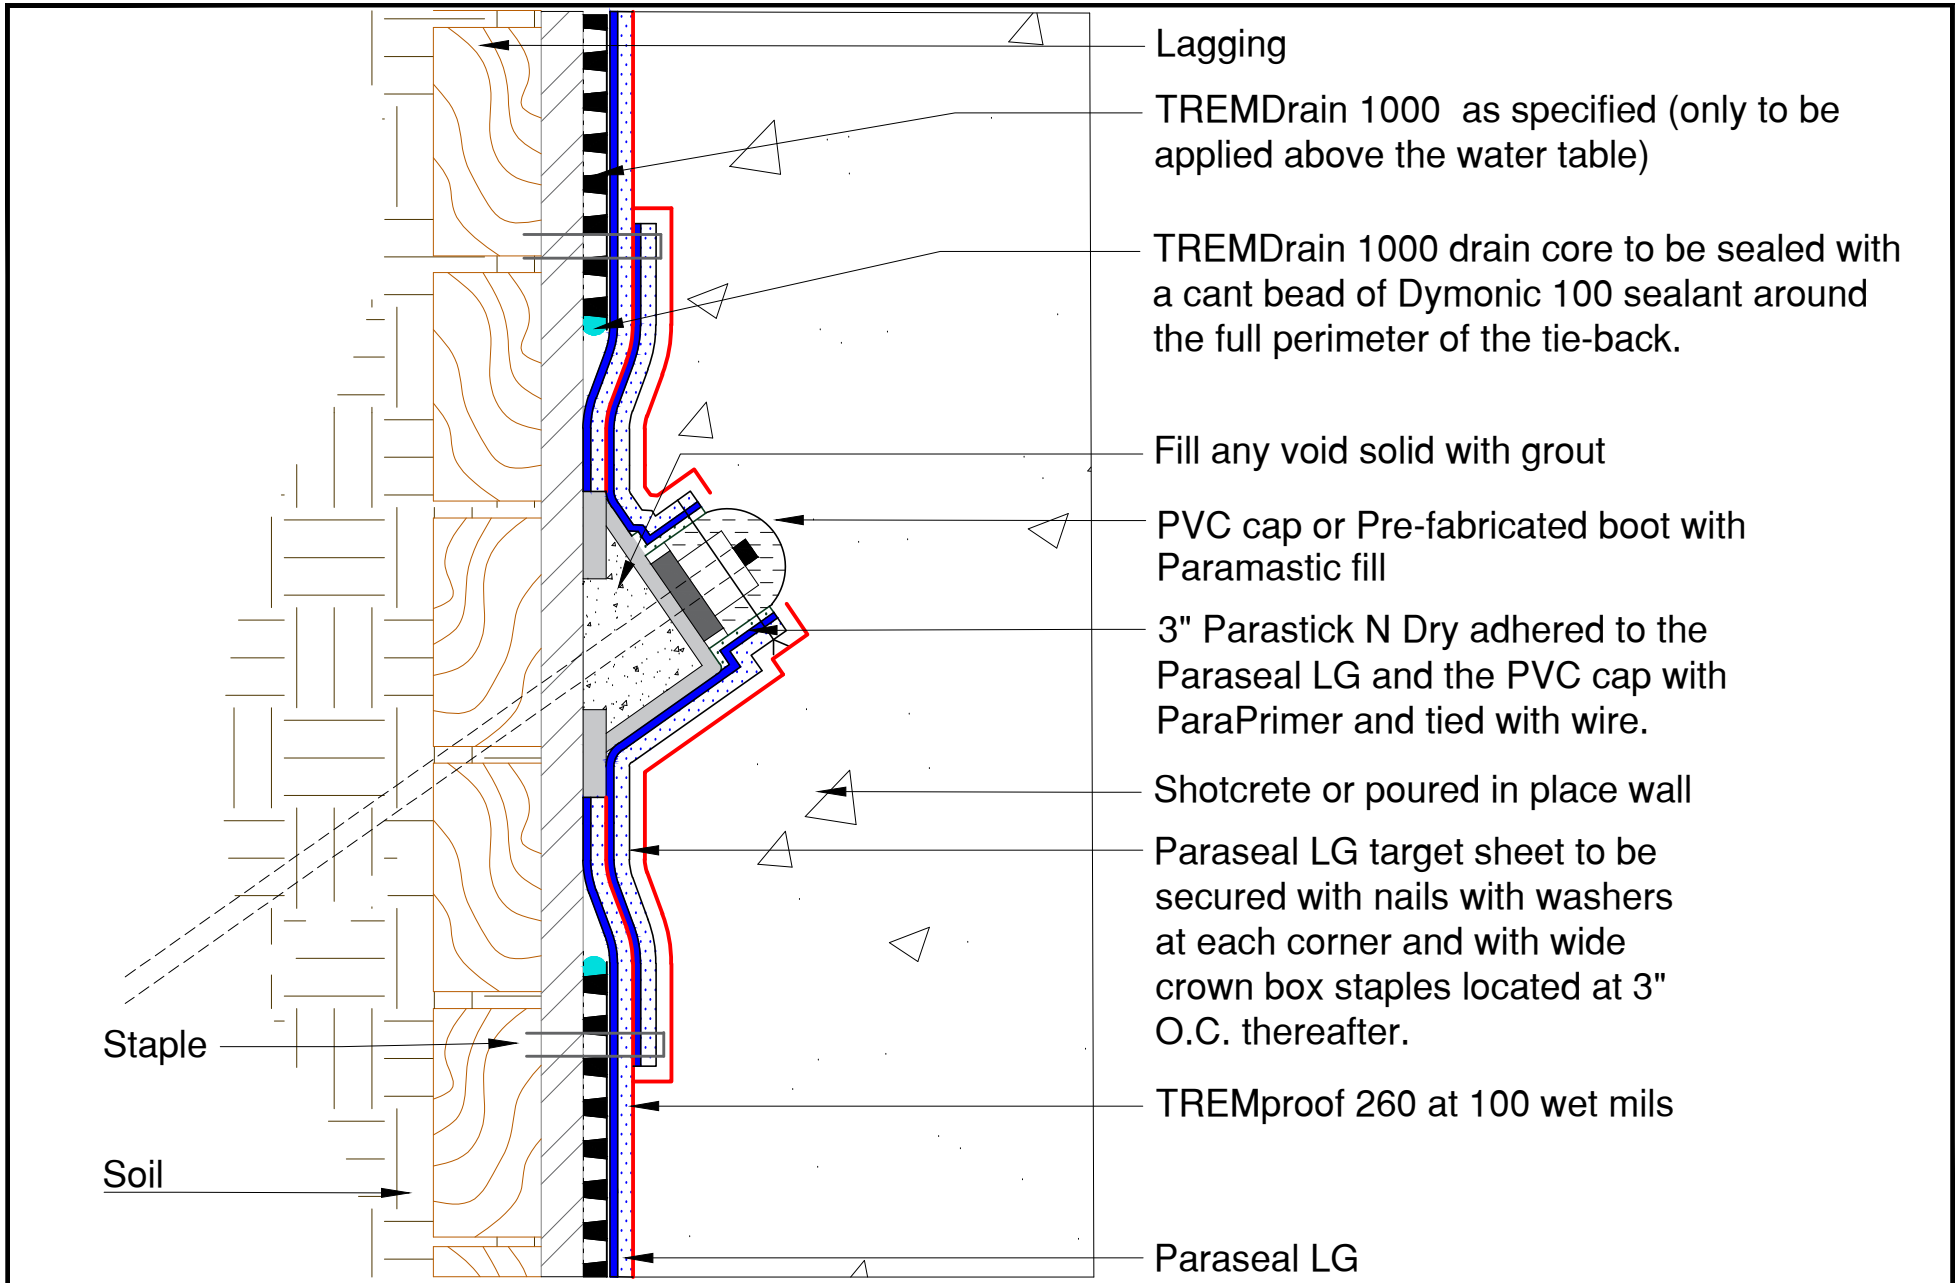 Lagging
TREMDrain 1000  as specified (only to be
applied above the water table)
TREMDrain 1000 drain core to be sealed with
a cant bead of Dymonic 100 sealant around
the full perimeter of the tie-back.
Fill any void solid with grout
PVC cap or Pre-fabricated boot with
Paramastic fill
3" Parastick N Dry adhered to the
Paraseal LG and the PVC cap with
ParaPrimer and tied with wire.
Shotcrete or poured in place wall
Paraseal LG target sheet to be
secured with nails with washers
at each corner and with wide
crown box staples located at 3"
O.C. thereafter.
TREMproof 260 at 100 wet mils
Paraseal LG
Staple
Soil